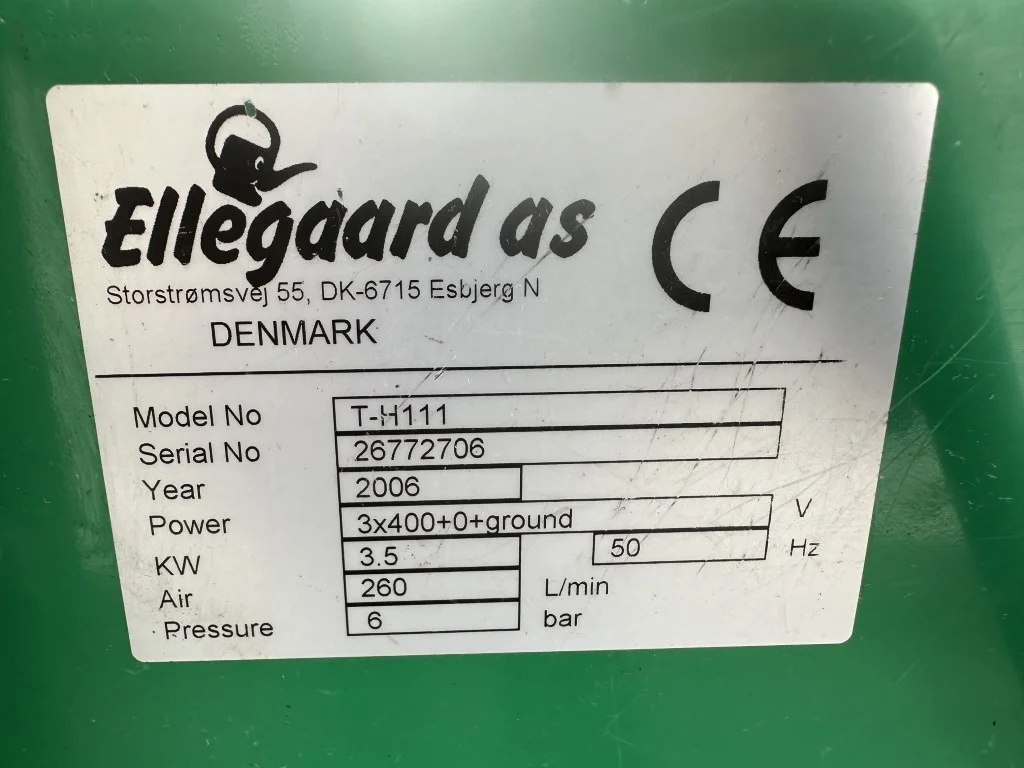 Ellegaard as CE
Storstrømsvej 55, DK-6715 Esbjerg N
DENMARK
Model No T-H111
Serial No 26772706
Year 2006
Power 3x400+0+ground V
KW 3.5 50 Hz
Air 260 L/min
Pressure 6 bar